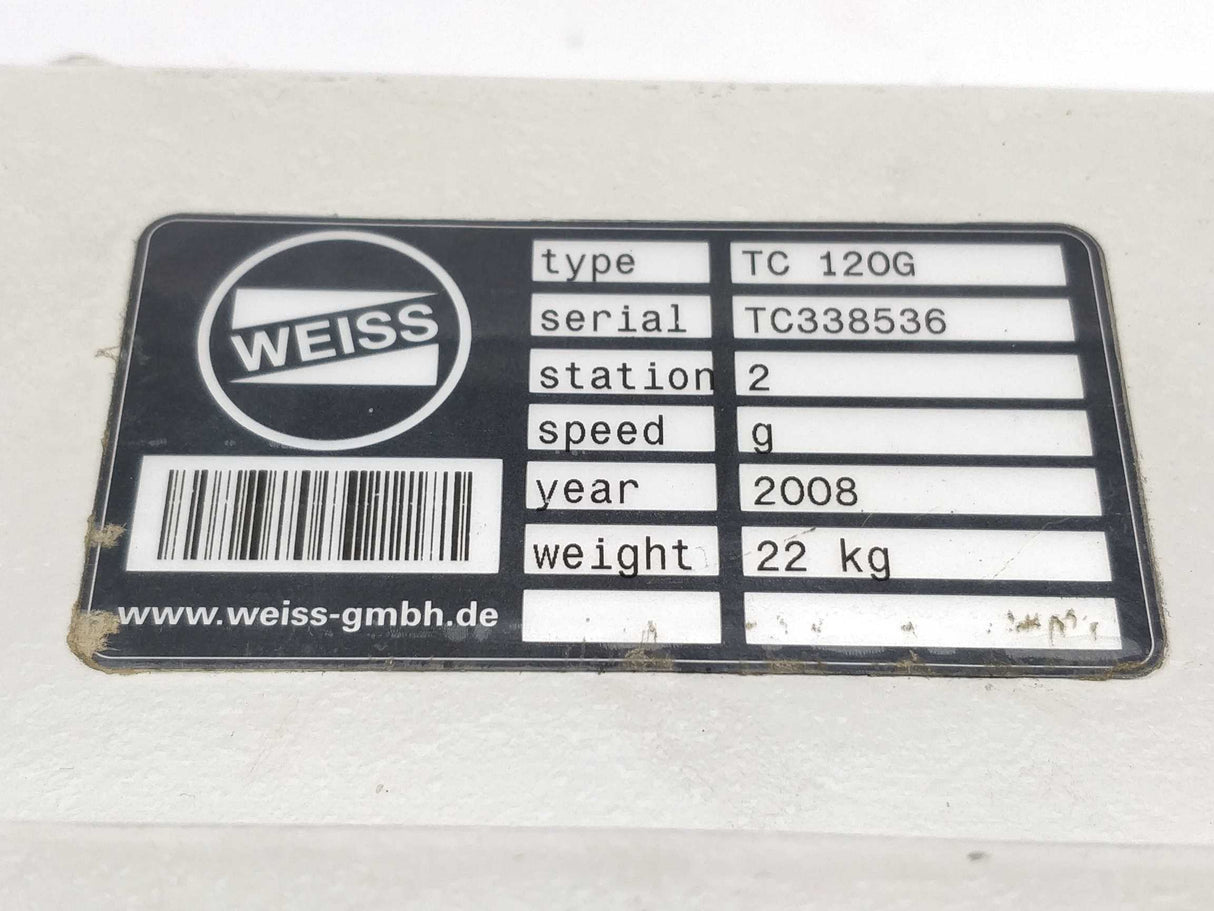 WEISS
www.weiss-gmbh.de
type TC 120G
serial TC338536
station 2
speed g
year 2008
weight 22 kg